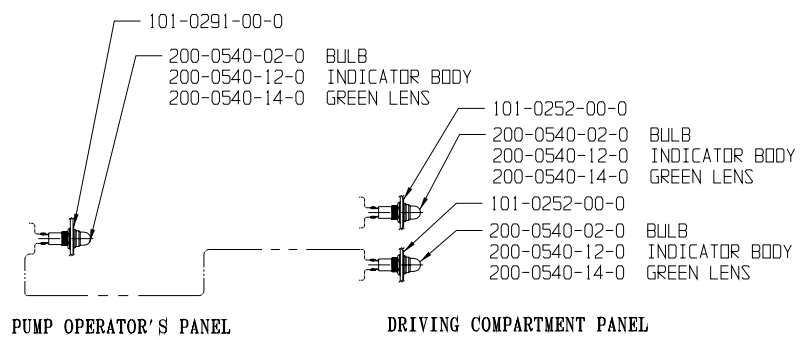 101-0291-00-0
200-0540-02-0 BULB
200-0540-12-0 INDICATOR BODY
200-0540-14-0 GREEN LENS
101-0252-00-0
200-0540-02-0 BULB
200-0540-12-0 INDICATOR BODY
200-0540-14-0 GREEN LENS
101-0252-00-0
200-0540-02-0 BULB
200-0540-12-0 INDICATOR BODY
200-0540-14-0 GREEN LENS
PUMP OPERATOR'S PANEL
DRIVING COMPARTMENT PANEL